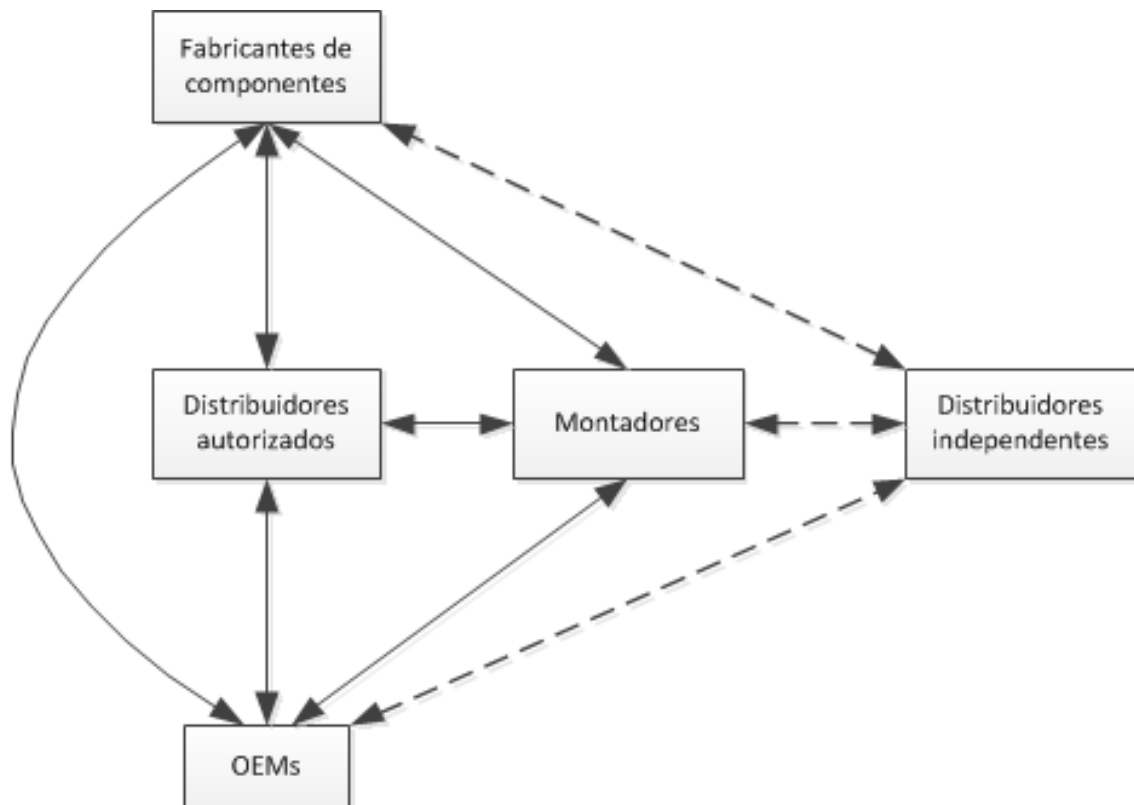 Fabricantes de
componentes
Distribuidores
autorizados
Montadores
Distribuidores
independentes
OEMs